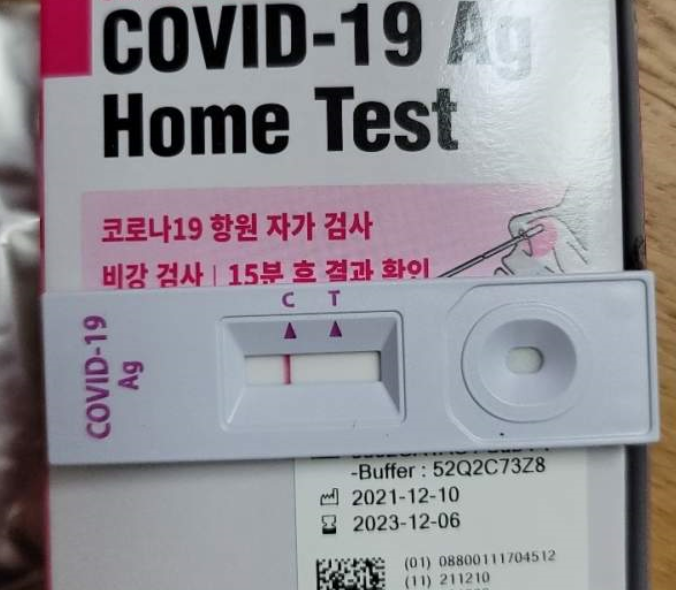 COVID-19 Ag
Home Test
코로나19 항원 자가 검사
비강 검사 | 15분 후 결과 확인
C T
COVID-19
Ag
-Buffer : 52Q2C73Z8
2021-12-10
2023-12-06
(01) 08800111704512
(11) 211210